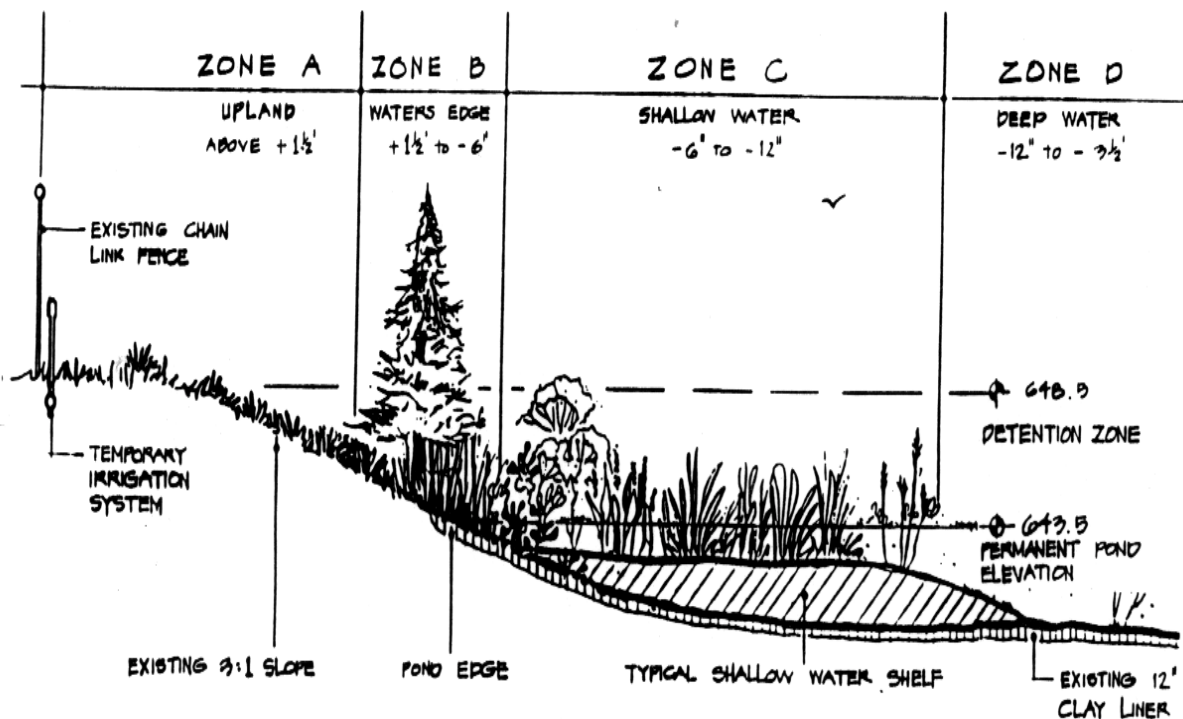 ZONE A
UPLAND
ABOVE + 1½'
ZONE B
WATERS EDGE
+1½' to - 6"
ZONE C
SHALLOW WATER
-6" to -12"
ZONE D
DEEP WATER
-12" to - 3½'
EXISTING CHAIN
LINK FENCE
648.5
DETENTION ZONE
TEMPORARY
IRRIGATION
SYSTEM
643.5
PERMANENT POND
ELEVATION
EXISTING 3:1 SLOPE
POND EDGE
TYPICAL SHALLOW WATER SHELF
EXISTING 12"
CLAY LINER